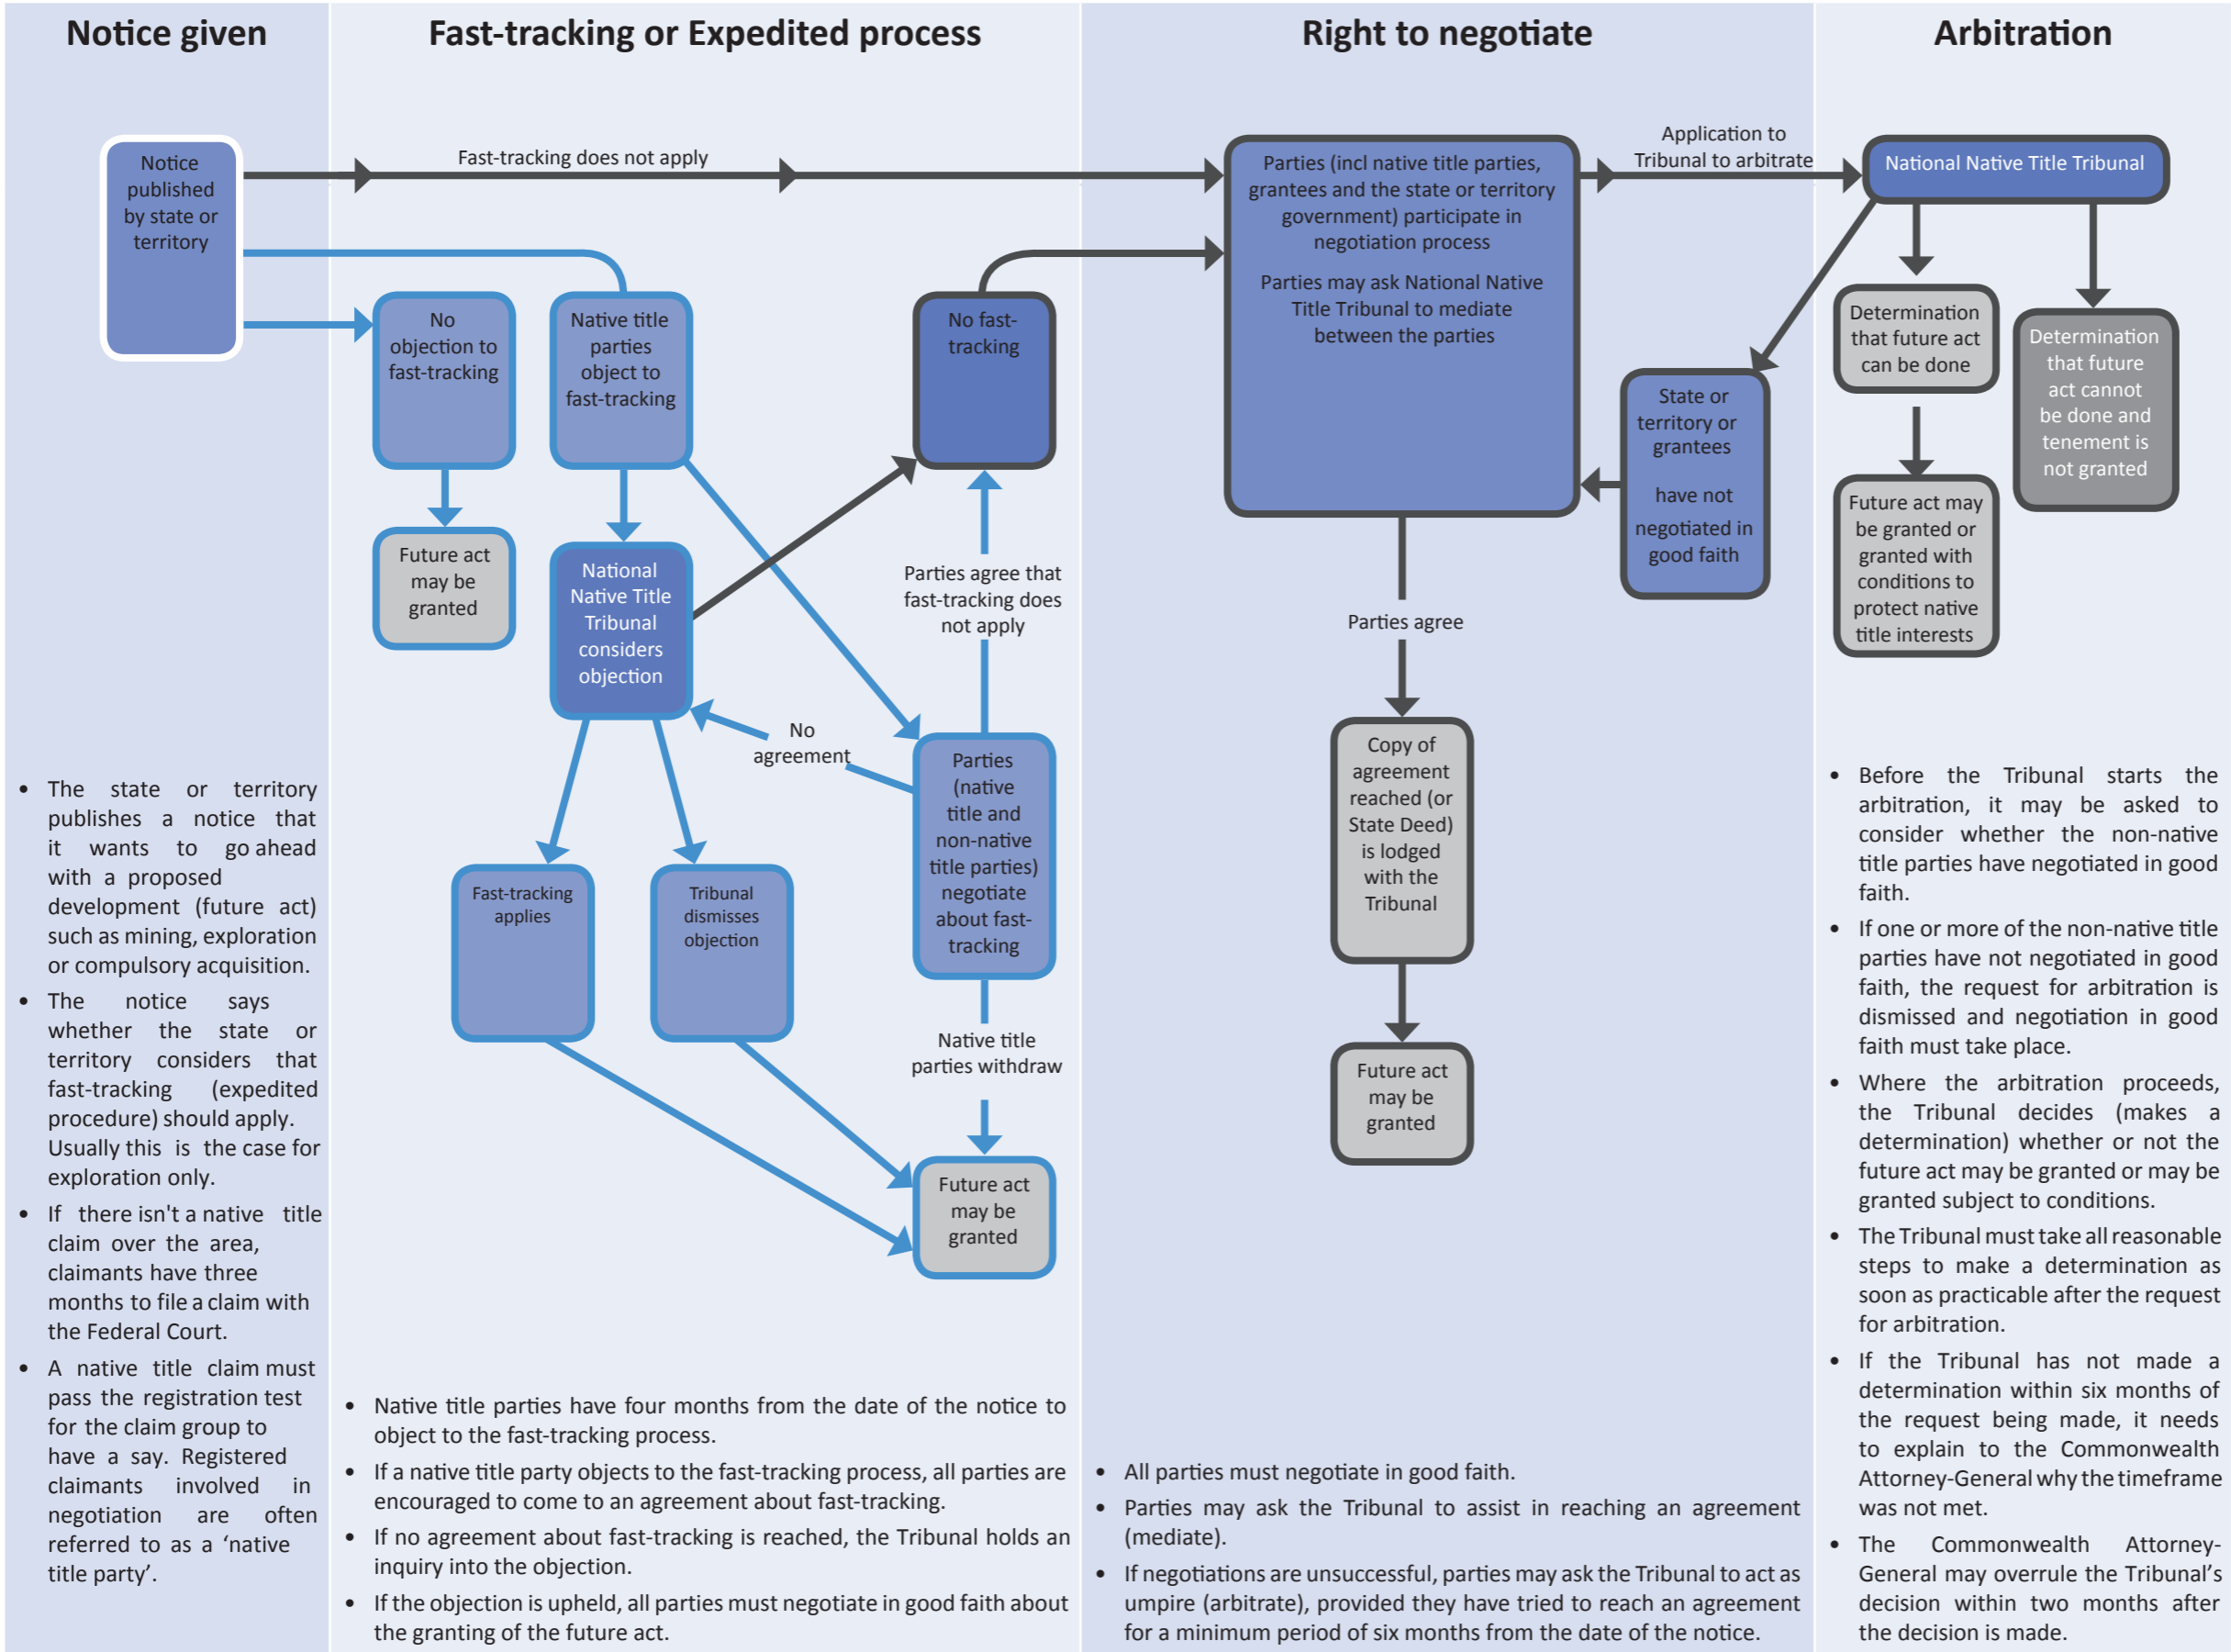 Notice given
Fast-tracking or Expedited process
Right to negotiate
Arbitration
Notice
published
by state or
territory
Fast-tracking does not apply
Parties (incl native title parties,
grantees and the state or territory
government) participate in
negotiation process
Parties may ask National Native
Title Tribunal to mediate
between the parties
Application to
Tribunal to arbitrate
National Native Title Tribunal
No
objection to
fast-tracking
Native title
parties
object to
fast-tracking
No fast-
tracking
Determination
that future act
can be done
Determination
that future
act cannot
be done and
tenement is
not granted
State or
territory or
grantees
have not
negotiated in
good faith
Future act may
be granted or
granted with
conditions to
protect native
title interests
Future act
may be
granted
National
Native Title
Tribunal
considers
objection
Parties agree that
fast-tracking does
not apply
Parties agree
No
agreement
Parties
(native
title and
non-native
title parties)
negotiate
about fast-
tracking
Copy of
agreement
reached (or
State Deed)
is lodged
with the
Tribunal
Fast-tracking
applies
Tribunal
dismisses
objection
Native title
parties withdraw
Future act
may be
granted
Future act
may be
granted
• The state or territory
publishes a notice that
it wants to go ahead
with a proposed
development (future act)
such as mining, exploration
or compulsory acquisition.
• The notice says
whether the state or
territory considers that
fast-tracking (expedited
procedure) should apply.
Usually this is the case for
exploration only.
• If there isn't a native title
claim over the area,
claimants have three
months to file a claim with
the Federal Court.
• A native title claim must
pass the registration test
for the claim group to
have a say. Registered
claimants involved in
negotiation are often
referred to as a ‘native
title party’.
• Native title parties have four months from the date of the notice to
object to the fast-tracking process.
• If a native title party objects to the fast-tracking process, all parties are
encouraged to come to an agreement about fast-tracking.
• If no agreement about fast-tracking is reached, the Tribunal holds an
inquiry into the objection.
• If the objection is upheld, all parties must negotiate in good faith about
the granting of the future act.
• All parties must negotiate in good faith.
• Parties may ask the Tribunal to assist in reaching an agreement
(mediate).
• If negotiations are unsuccessful, parties may ask the Tribunal to act as
umpire (arbitrate), provided they have tried to reach an agreement
for a minimum period of six months from the date of the notice.
• Before the Tribunal starts the
arbitration, it may be asked to
consider whether the non-native
title parties have negotiated in good
faith.
• If one or more of the non-native title
parties have not negotiated in good
faith, the request for arbitration is
dismissed and negotiation in good
faith must take place.
• Where the arbitration proceeds,
the Tribunal decides (makes a
determination) whether or not the
future act may be granted or may be
granted subject to conditions.
• The Tribunal must take all reasonable
steps to make a determination as
soon as practicable after the request
for arbitration.
• If the Tribunal has not made a
determination within six months of
the request being made, it needs
to explain to the Commonwealth
Attorney-General why the timeframe
was not met.
• The Commonwealth Attorney-
General may overrule the Tribunal’s
decision within two months after
the decision is made.